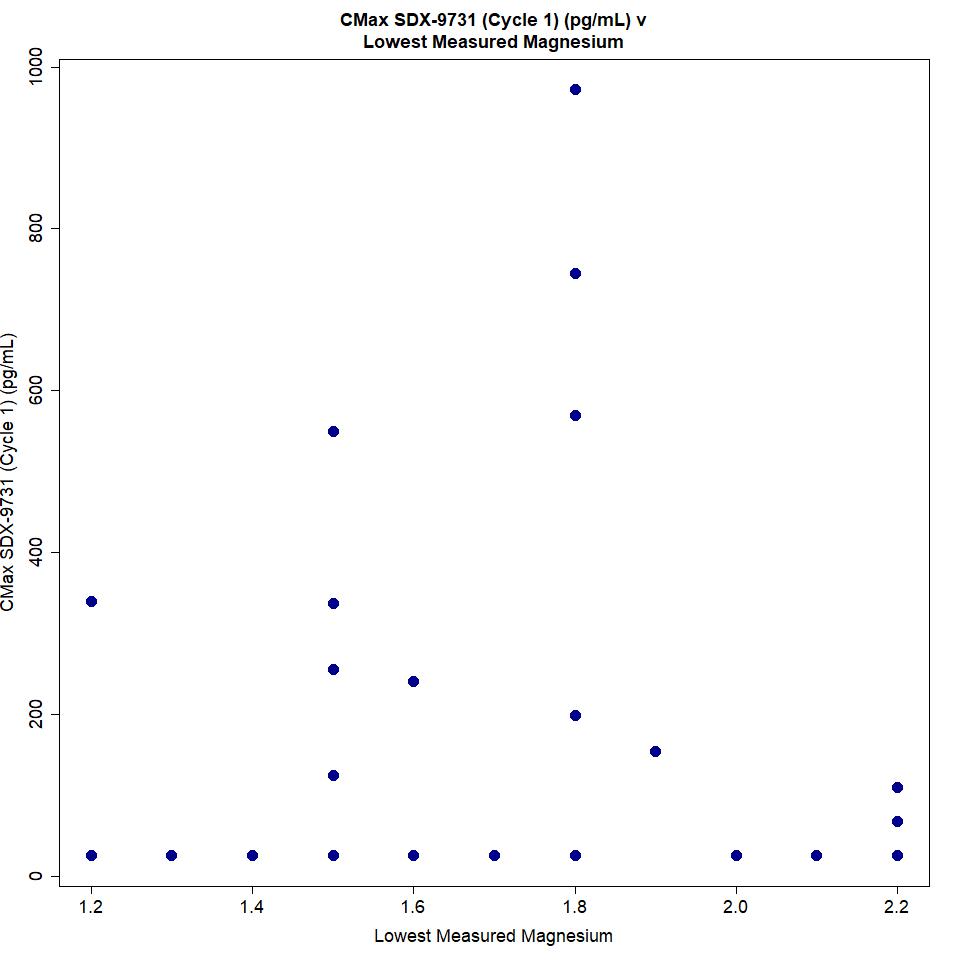 CMax SDX-9731 (Cycle 1) (pg/mL) v
Lowest Measured Magnesium
1000
800
600
400
200
0
CMax SDX-9731 (Cycle 1) (pg/mL)
1.2 1.4 1.6 1.8 2.0 2.2
Lowest Measured Magnesium